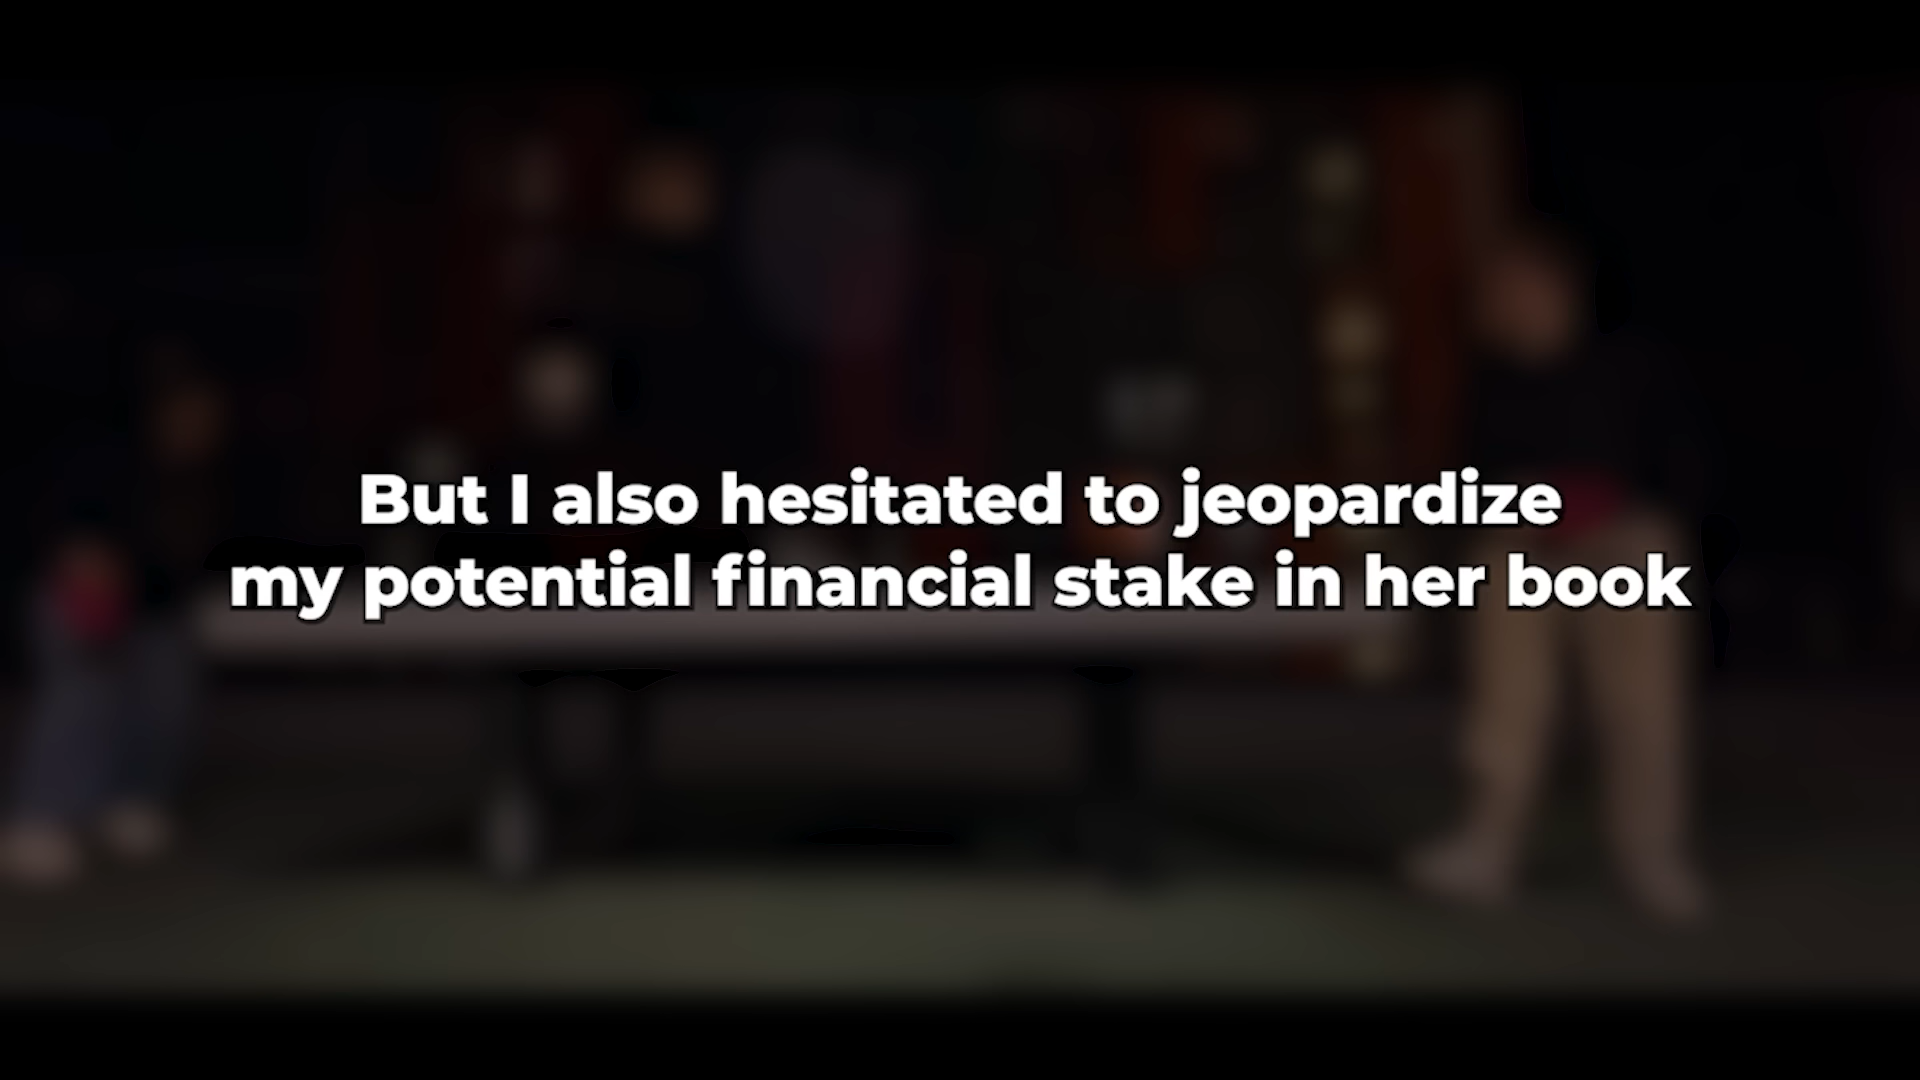 But I also hesitated to jeopardize
my potential financial stake in her book